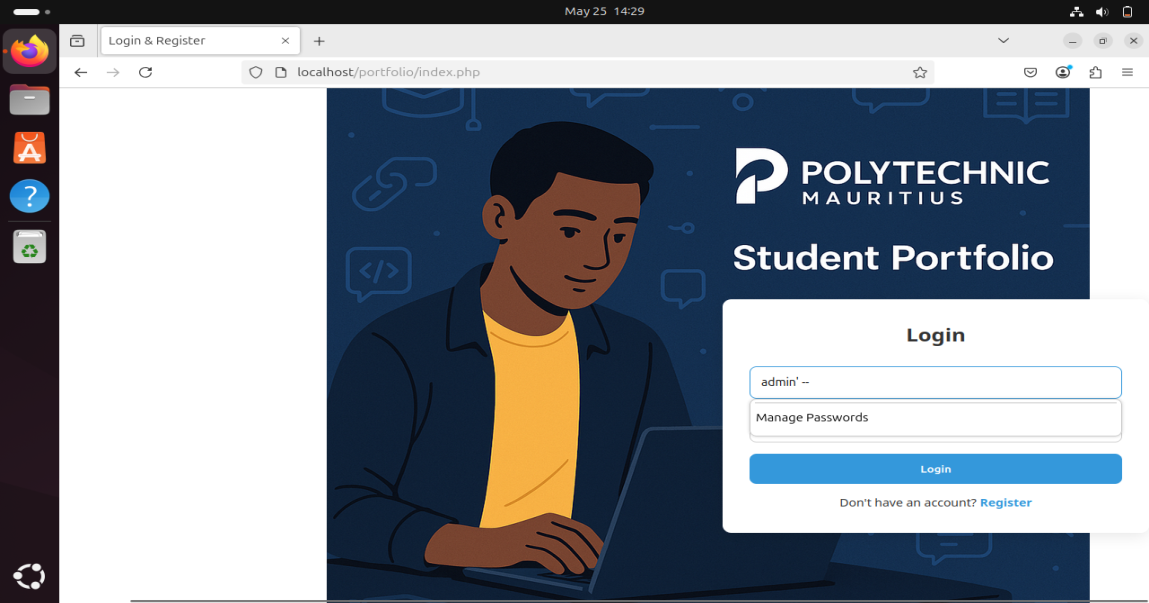 May 25 14:29
Login & Register
localhost/portfolio/index.php
POLYTECHNIC
MAURITIUS
Student Portfolio
</>
Login
admin' --
Manage Passwords
Login
Don't have an account? Register